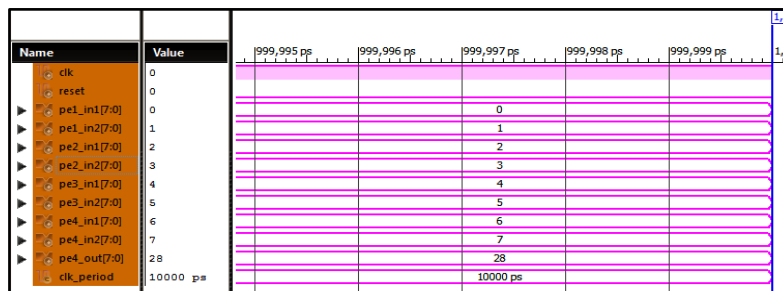 1,
Name Value 999,995 ps 999,996 ps 999,997 ps 999,998 ps 999,999 ps 1,
clk 0
reset 0
pe1_in1[7:0] 0 0
pe1_in2[7:0] 1 1
pe2_in1[7:0] 2 2
pe2_in2[7:0] 3 3
pe3_in1[7:0] 4 4
pe3_in2[7:0] 5 5
pe4_in1[7:0] 6 6
pe4_in2[7:0] 7 7
pe4_out[7:0] 28 28
clk_period 10000 ps 10000 ps